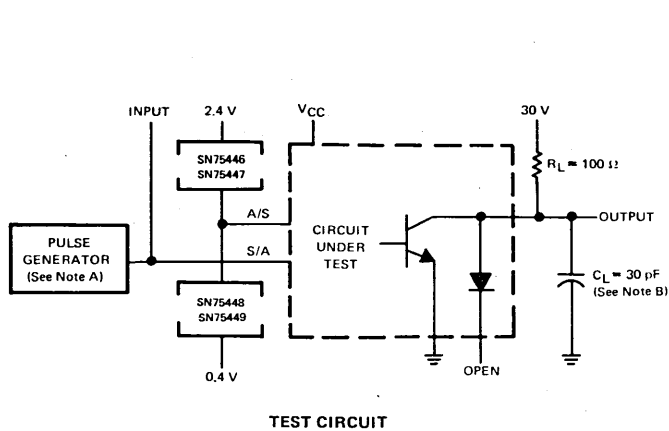 INPUT
2.4 V
VCC
30 V
SN75446
SN75447
RL = 100 Ω
A/S
CIRCUIT
UNDER
TEST
OUTPUT
PULSE
GENERATOR
(See Note A)
S/A
CL = 30 pF
(See Note B)
SN75448
SN75449
0.4 V
OPEN
TEST CIRCUIT